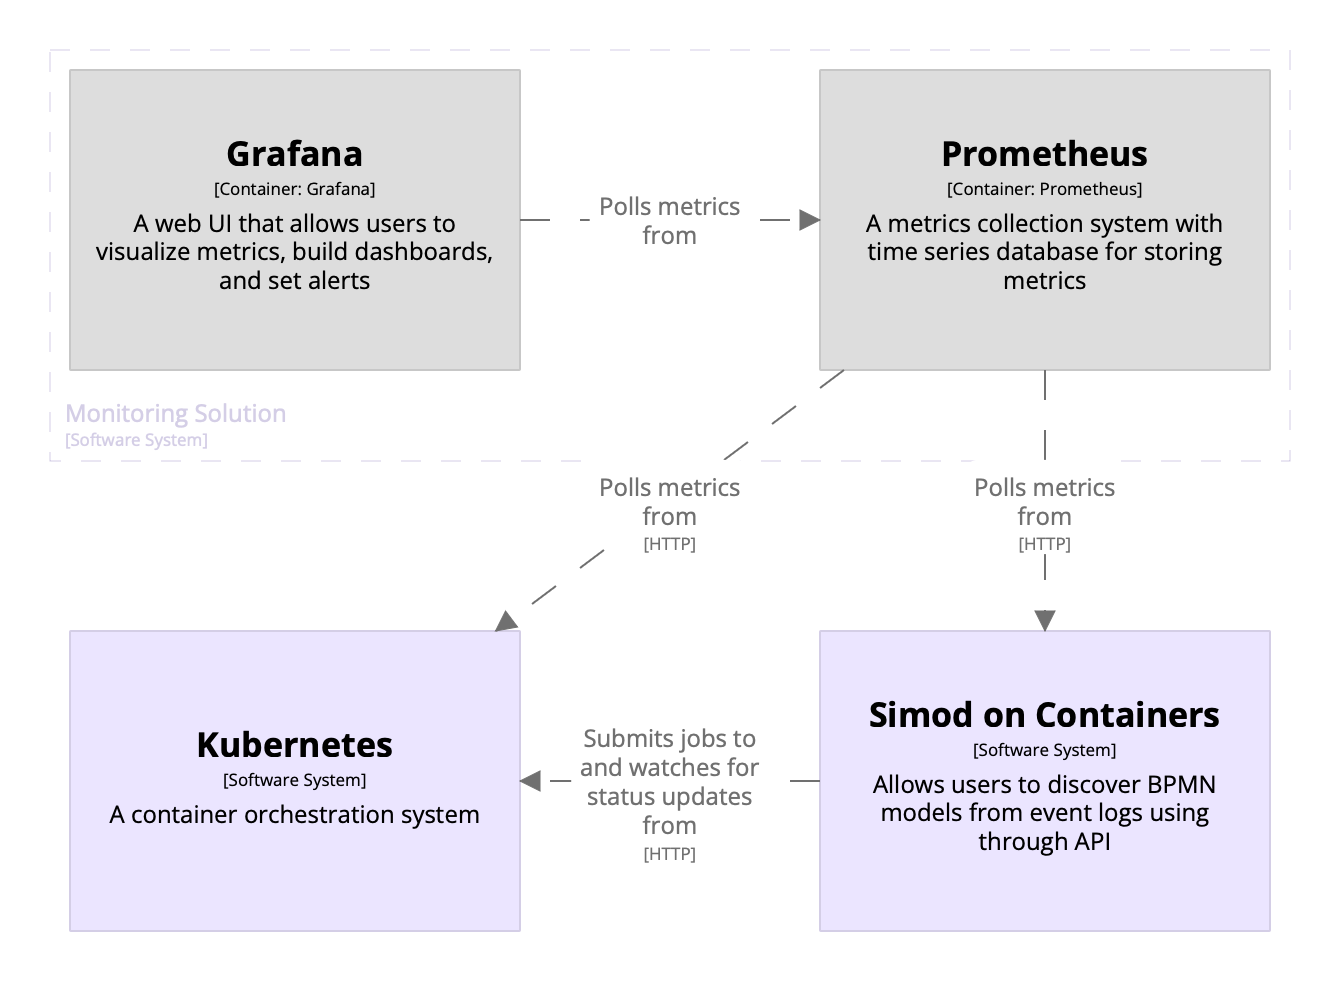 Grafana
[Container: Grafana]
A web UI that allows users to
visualize metrics, build dashboards,
and set alerts
Polls metrics
from
Prometheus
[Container: Prometheus]
A metrics collection system with
time series database for storing
metrics
Monitoring Solution
[Software System]
Polls metrics
from
[HTTP]
Polls metrics
from
[HTTP]
Kubernetes
[Software System]
A container orchestration system
Submits jobs to
and watches for
status updates
from
[HTTP]
Simod on Containers
[Software System]
Allows users to discover BPMN
models from event logs using
through API